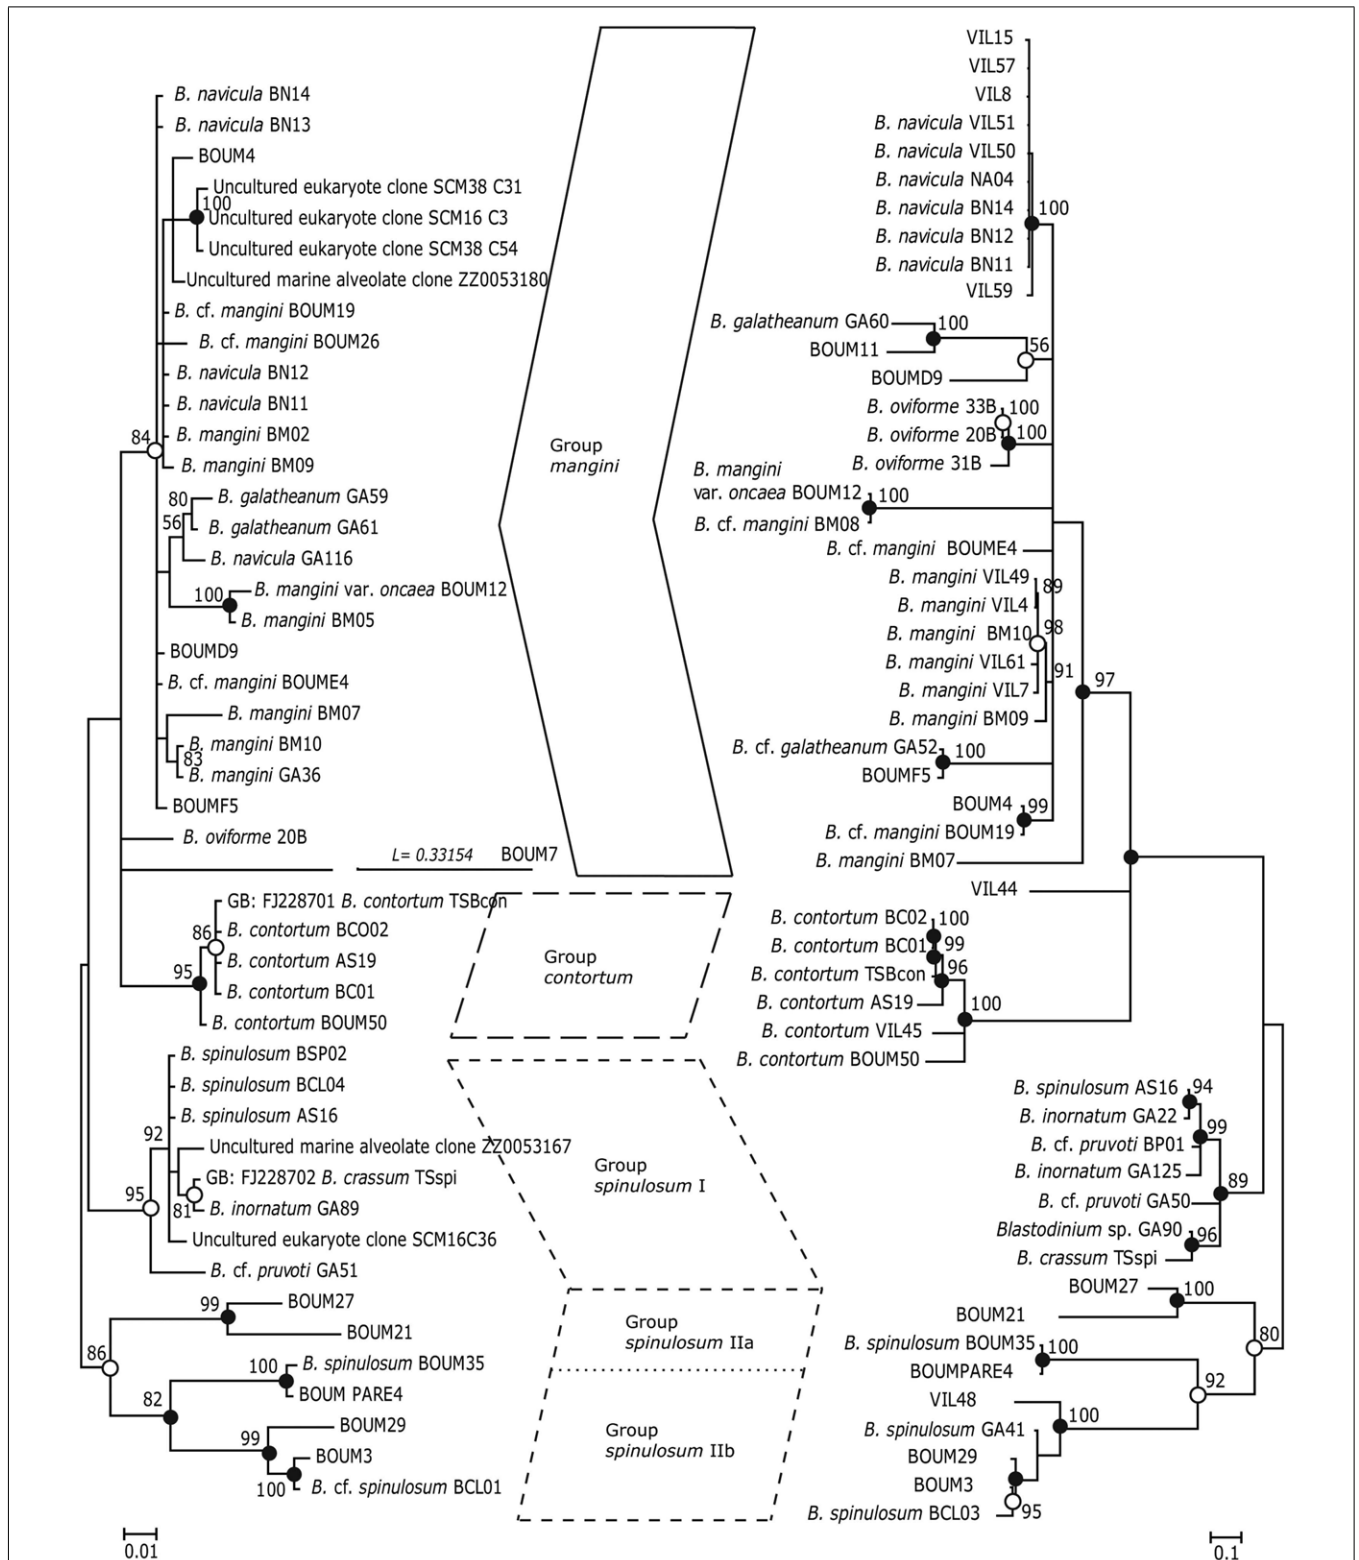 B. navicula BN14
B. navicula BN13
BOUM4
Uncultured eukaryote clone SCM38 C31
100
Uncultured eukaryote clone SCM16 C3
Uncultured eukaryote clone SCM38 C54
Uncultured marine alveolate clone ZZ0053180
B. cf. mangini BOUM19
B. cf. mangini BOUM26
B. navicula BN12
B. navicula BN11
B. mangini BM02
84
B. mangini BM09
80
B. galatheanum GA59
56
B. galatheanum GA61
B. navicula GA116
B. mangini var. oncaea BOUM12
100
B. mangini BM05
BOUMD9
B. cf. mangini BOUME4
B. mangini BM07
B. mangini BM10
83
B. mangini GA36
BOUMF5
B. oviforme 20B
L= 0.33154
BOUM7
GB: FJ228701 B. contortum TSBcon
86
B. contortum BCO02
B. contortum AS19
95
B. contortum BC01
B. contortum BOUM50
B. spinulosum BSP02
B. spinulosum BCL04
B. spinulosum AS16
92
Uncultured marine alveolate clone ZZ0053167
GB: FJ228702 B. crassum TSspi
95
81
B. inornatum GA89
Uncultured eukaryote clone SCM16C36
B. cf. pruvoti GA51
99
BOUM27
BOUM21
86
100
B. spinulosum BOUM35
BOUM PARE4
82
BOUM29
99
BOUM3
100
B. cf. spinulosum BCL01
0.01
Group
mangini
Group
contortum
Group
spinulosum I
Group
spinulosum IIa
Group
spinulosum IIb
VIL15
VIL57
VIL8
B. navicula VIL51
B. navicula VIL50
B. navicula NA04
B. navicula BN14
100
B. navicula BN12
B. navicula BN11
VIL59
B. galatheanum GA60
100
BOUM11
56
BOUMD9
B. oviforme 33B
100
B. oviforme 20B
100
B. oviforme 31B
B. mangini
var. oncaea BOUM12
100
B. cf. mangini BM08
B. cf. mangini BOUME4
B. mangini VIL49
89
B. mangini VIL4
B. mangini BM10
98
B. mangini VIL61
91
B. mangini VIL7
97
B. mangini BM09
B. cf. galatheanum GA52
100
BOUMF5
BOUM4
99
B. cf. mangini BOUM19
B. mangini BM07
VIL44
B. contortum BC02
100
B. contortum BC01
99
B. contortum TSBcon
96
B. contortum AS19
100
B. contortum VIL45
B. contortum BOUM50
B. spinulosum AS16
94
B. inornatum GA22
99
B. cf. pruvoti BP01
B. inornatum GA125
89
B. cf. pruvoti GA50
Blastodinium sp. GA90
96
B. crassum TSspi
BOUM27
100
BOUM21
80
B. spinulosum BOUM35
100
BOUMPARE4
92
VIL48
100
B. spinulosum GA41
BOUM29
BOUM3
95
B. spinulosum BCL03
0.1